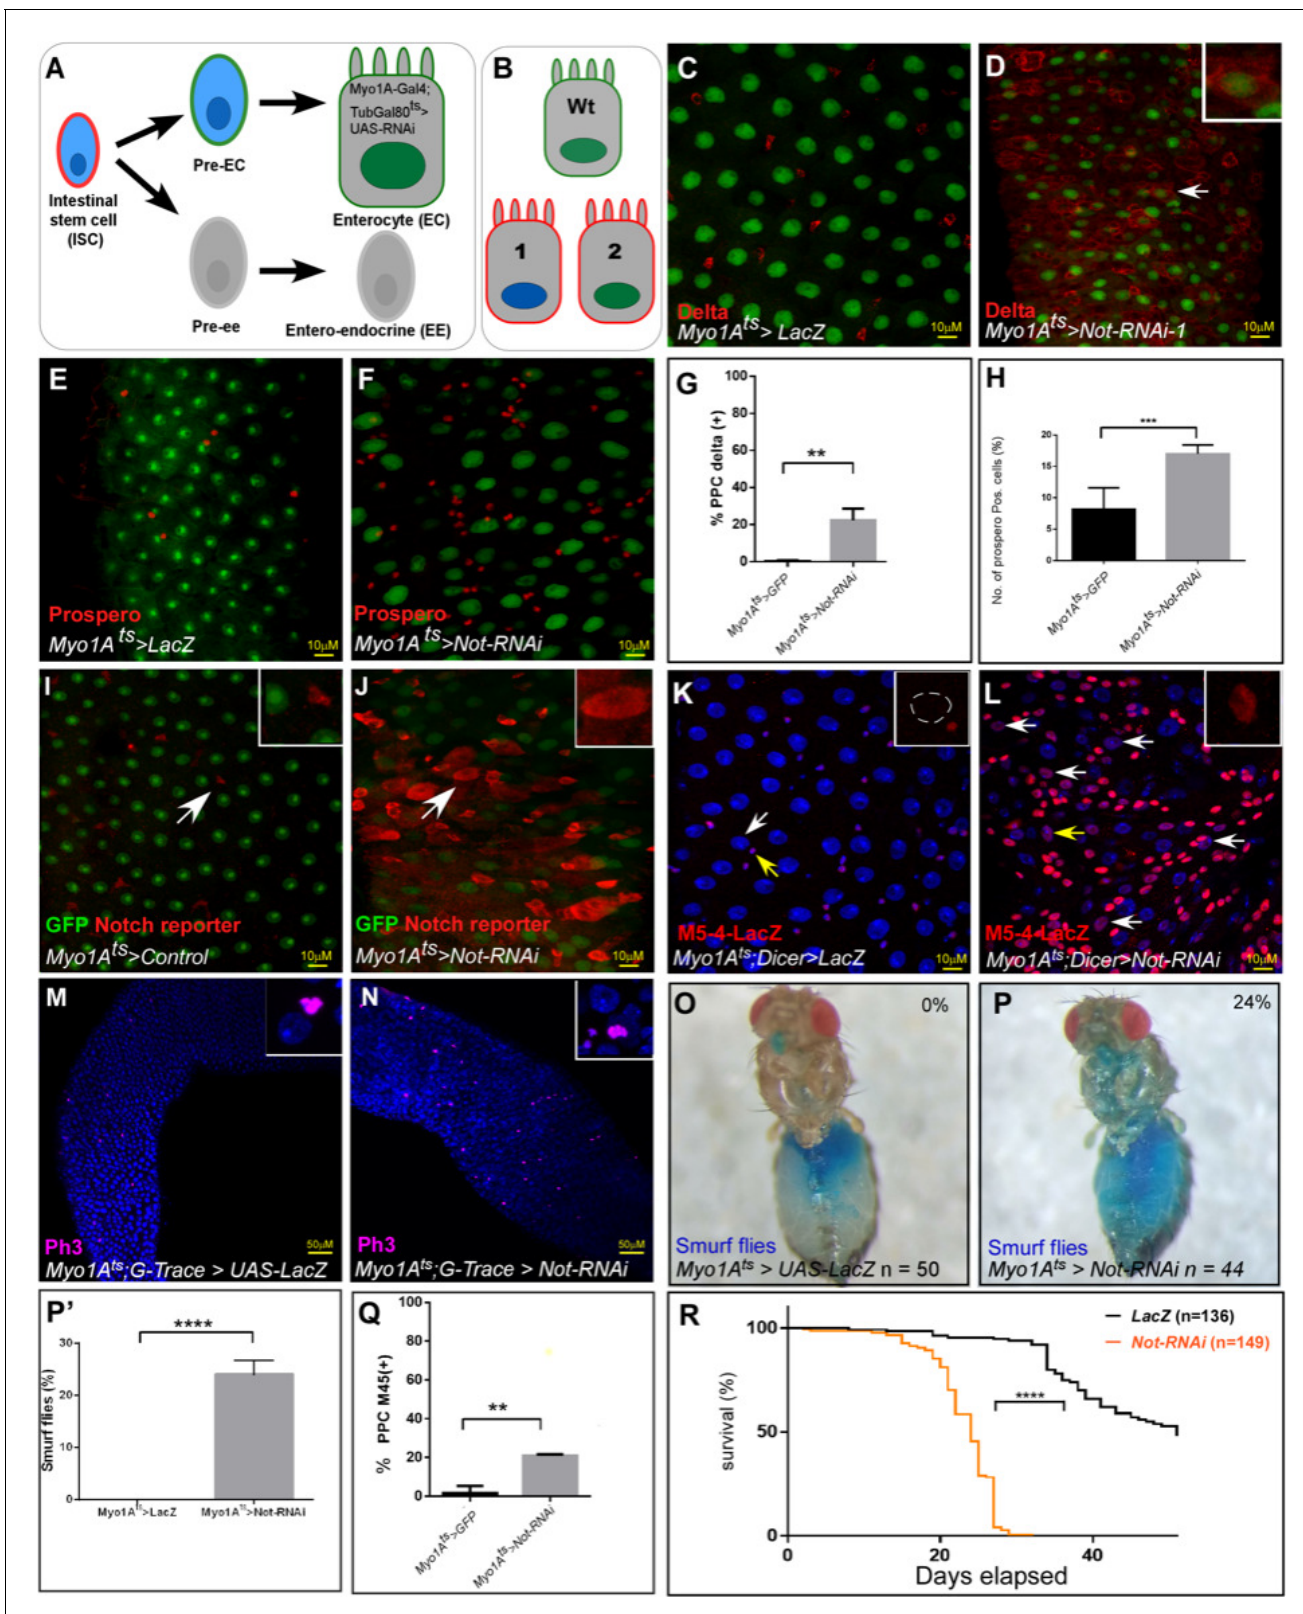 A
Myo1A-Gal4;
TubGal80ts>
UAS-RNAi
Pre-EC
Intestinal
stem cell
(ISC)
Enterocyte (EC)
Pre-ee
Entero-endocrine (EE)
B
Wt
1
2
C
Delta
Myo1Ats> LacZ
10µM
D
Delta
Myo1Ats>Not-RNAi-1
10µM
E
Prospero
Myo1Ats>LacZ
10µM
F
Prospero
Myo1Ats>Not-RNAi
10µM
G
% PPC delta (+)
100
80
60
40
20
0
**
Myo1Ats>GFP
Myo1Ats>Not-RNAi
H
No. of prospero Pos. cells (%)
20
15
10
5
0
***
Myo1Ats>GFP
Myo1Ats>Not-RNAi
I
GFP Notch reporter
Myo1Ats>Control
10µM
J
GFP Notch reporter
Myo1Ats>Not-RNAi
10µM
K
M5-4-LacZ
Myo1Ats;Dicer>LacZ
10µM
L
M5-4-LacZ
Myo1Ats;Dicer>Not-RNAi
10µM
M
Ph3
50µM
Myo1Ats;G-Trace > UAS-LacZ
N
Ph3
50µM
Myo1Ats;G-Trace > Not-RNAi
O
0%
Smurf flies
Myo1Ats > UAS-LacZ n = 50
P
24%
Smurf flies
Myo1Ats > Not-RNAi n = 44
P'
Smurf flies (%)
30
20
10
0
****
Myo1ATS>LacZ
Myo1ATS>Not-RNAi
Q
% PPC M45(+)
100
80
60
40
20
0
**
Myo1Ats>GFP
Myo1Ats>Not-RNAi
R
LacZ (n=136)
Not-RNAi (n=149)
survival (%)
100
50
0
****
0
20
40
Days elapsed